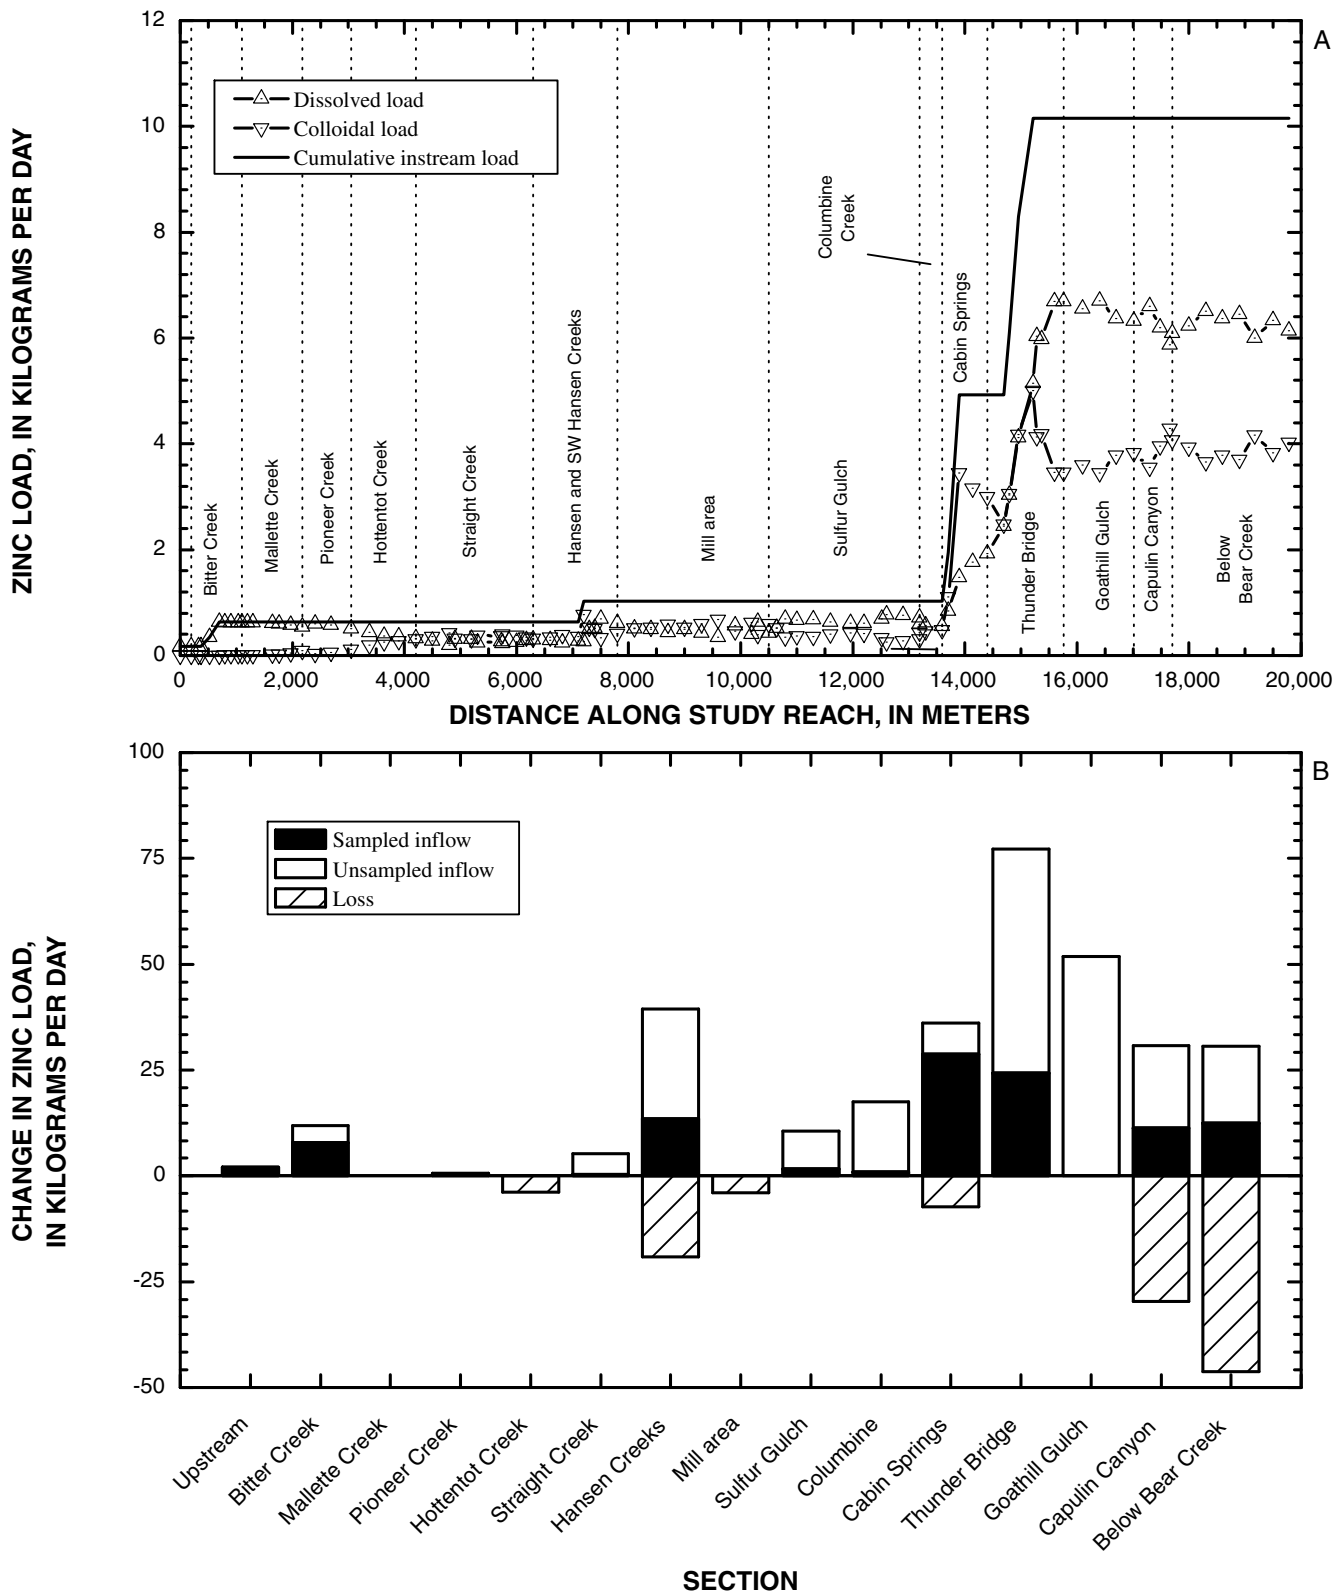 A
ZINC LOAD, IN KILOGRAMS PER DAY
12
10
8
6
4
2
0
Dissolved load
Colloidal load
Cumulative instream load
Bitter Creek
Mallette Creek
Pioneer Creek
Hottentot Creek
Straight Creek
Hansen and SW Hansen Creeks
Mill area
Sulfur Gulch
Columbine
Creek
Cabin Springs
Thunder Bridge
Goathill Gulch
Capulin Canyon
Below
Bear Creek
0 2,000 4,000 6,000 8,000 10,000 12,000 14,000 16,000 18,000 20,000
DISTANCE ALONG STUDY REACH, IN METERS
B
CHANGE IN ZINC LOAD,
IN KILOGRAMS PER DAY
100
75
50
25
0
-25
-50
Sampled inflow
Unsampled inflow
Loss
Upstream
Bitter Creek
Mallette Creek
Pioneer Creek
Hottentot Creek
Straight Creek
Hansen Creeks
Mill area
Sulfur Gulch
Columbine
Cabin Springs
Thunder Bridge
Goathill Gulch
Capulin Canyon
Below Bear Creek
SECTION